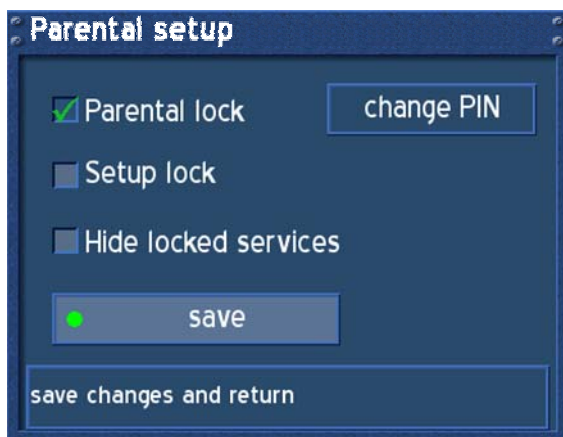 Parental setup
Parental lock
change PIN
Setup lock
Hide locked services
save
save changes and return